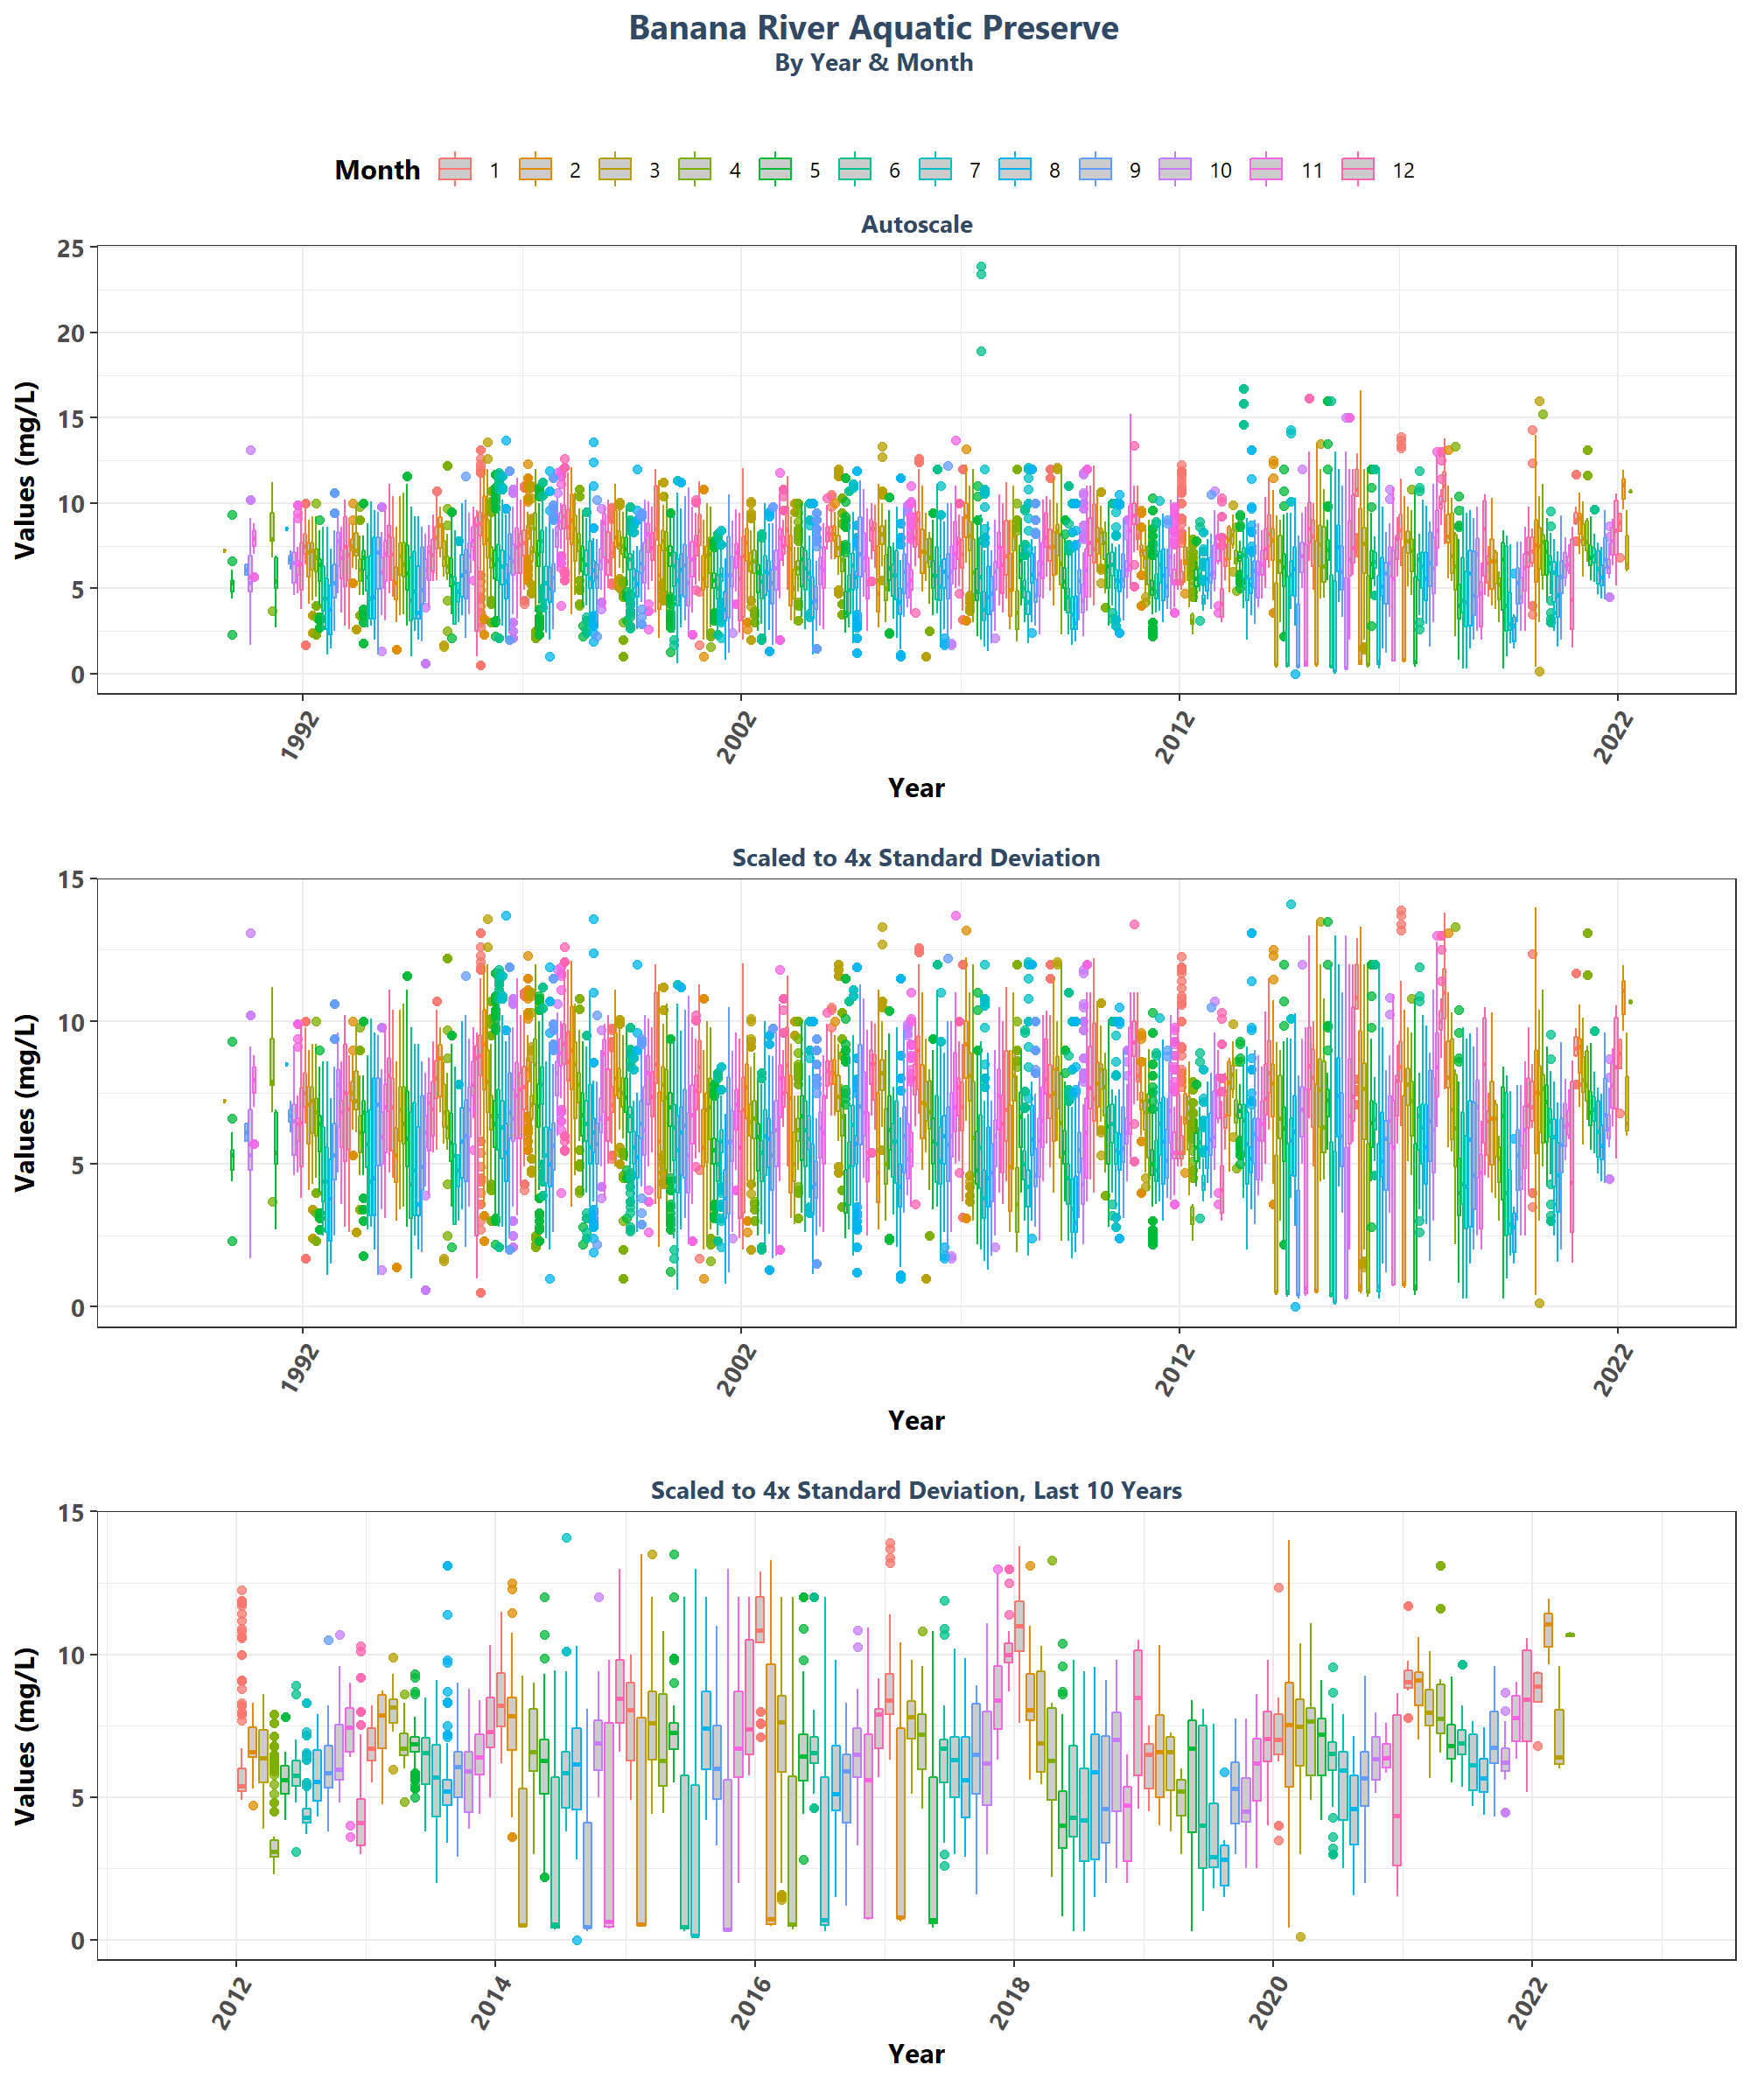 Banana River Aquatic Preserve
By Year & Month
Month 1 2 3 4 5 6 7 8 9 10 11 12
Autoscale
Values (mg/L)
25
20
15
10
5
0
1992 2002 2012 2022
Year
Scaled to 4x Standard Deviation
Values (mg/L)
15
10
5
0
1992 2002 2012 2022
Year
Scaled to 4x Standard Deviation, Last 10 Years
Values (mg/L)
15
10
5
0
2012 2014 2016 2018 2020 2022
Year